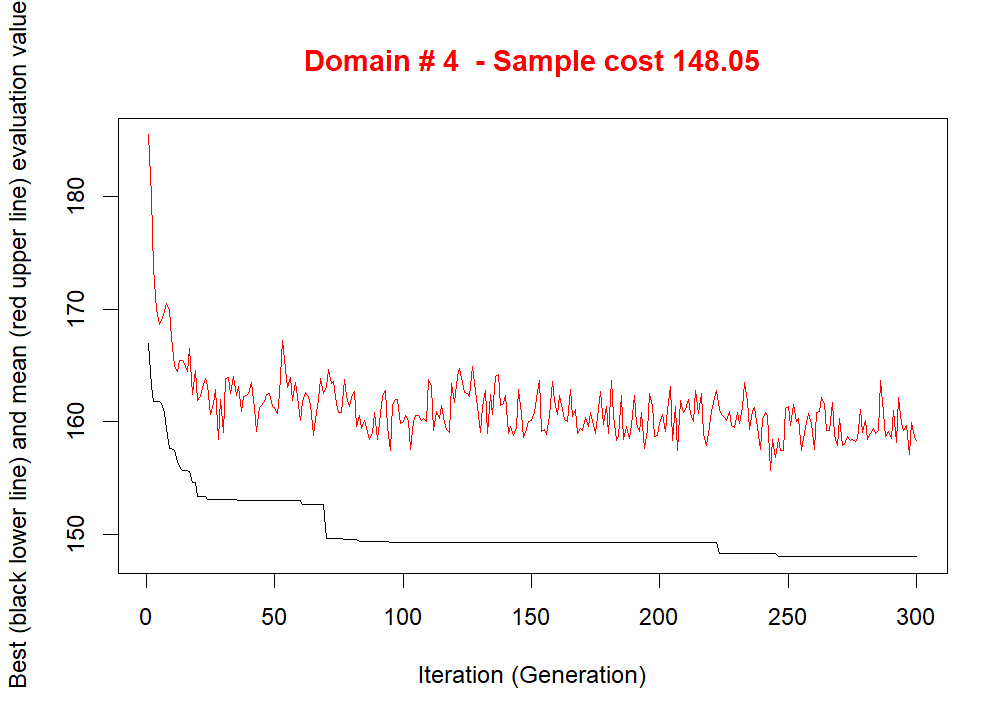 Domain # 4  - Sample cost 148.05
Best (black lower line) and mean (red upper line) evaluation value
180
170
160
150
0 50 100 150 200 250 300
Iteration (Generation)